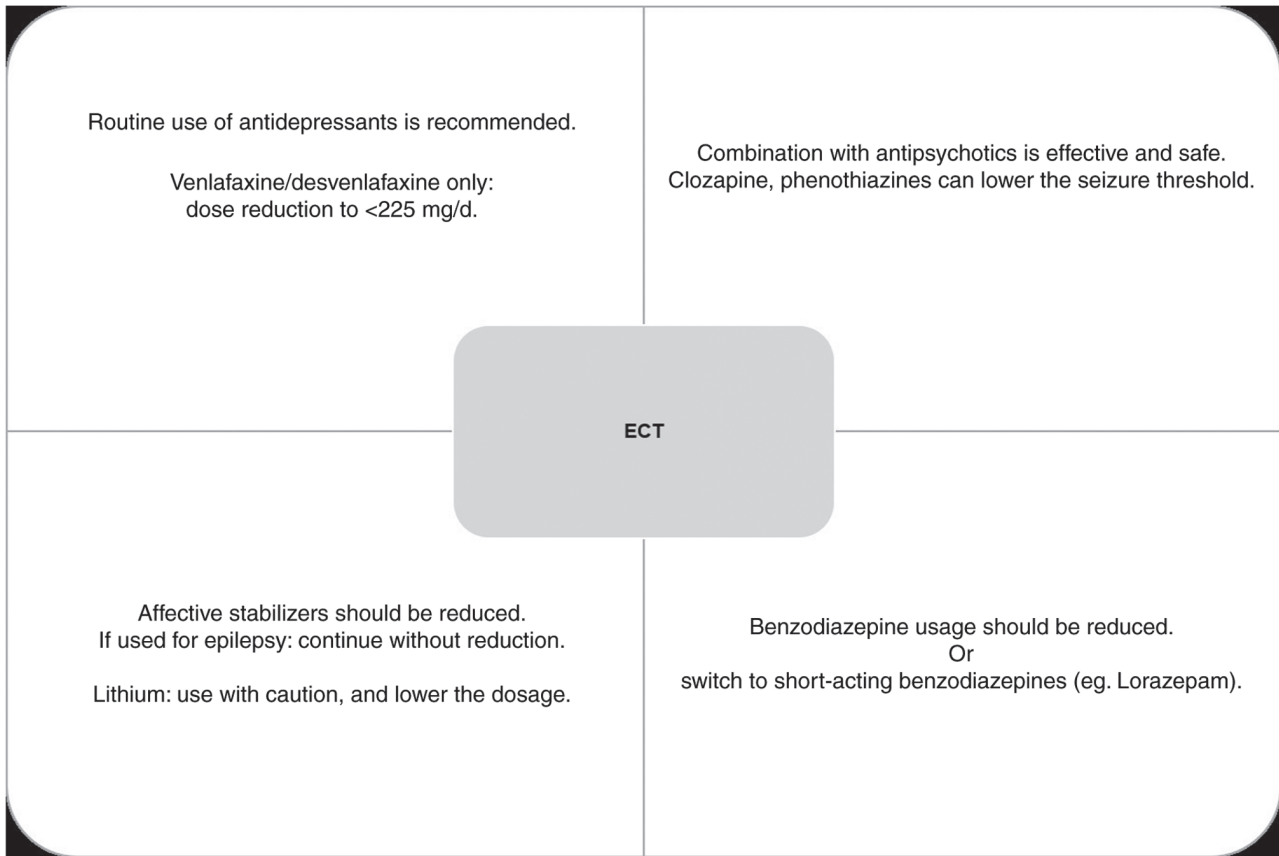 Routine use of antidepressants is recommended.
Venlafaxine/desvenlafaxine only:
dose reduction to <225 mg/d.
Combination with antipsychotics is effective and safe.
Clozapine, phenothiazines can lower the seizure threshold.
ECT
Affective stabilizers should be reduced.
If used for epilepsy: continue without reduction.
Lithium: use with caution, and lower the dosage.
Benzodiazepine usage should be reduced.
Or
switch to short-acting benzodiazepines (eg. Lorazepam).